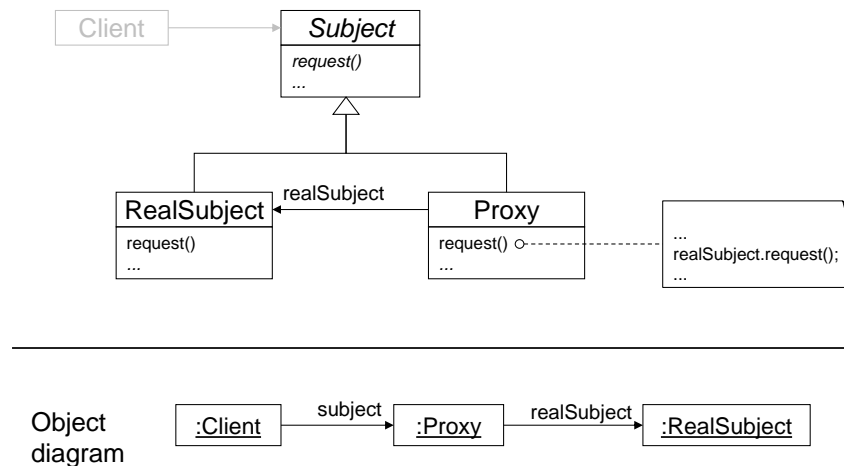 Client
Subject
request()
...
realSubject
RealSubject
request()
...
Proxy
request()
...
...
realSubject.request();
...
Object
diagram
:Client
subject
:Proxy
realSubject
:RealSubject